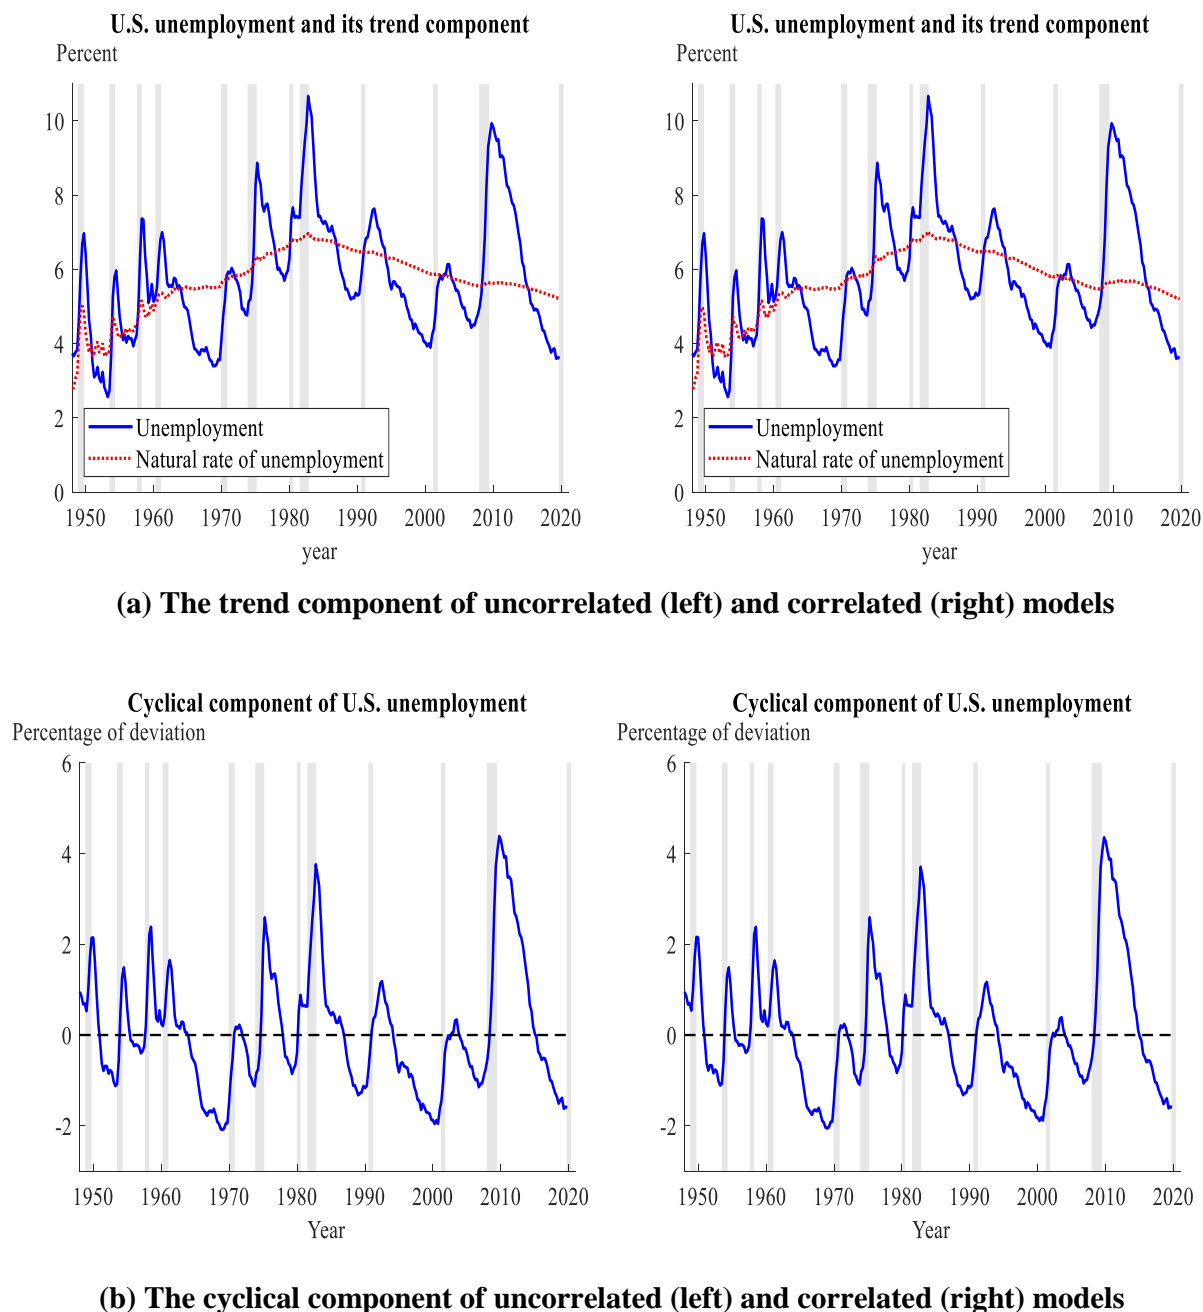 U.S. unemployment and its trend component
Percent
10
8
6
4
2
0
Unemployment
Natural rate of unemployment
1950 1960 1970 1980 1990 2000 2010 2020
year
U.S. unemployment and its trend component
Percent
10
8
6
4
2
0
Unemployment
Natural rate of unemployment
1950 1960 1970 1980 1990 2000 2010 2020
year
(a) The trend component of uncorrelated (left) and correlated (right) models
Cyclical component of U.S. unemployment
Percentage of deviation
6
4
2
0
-2
1950 1960 1970 1980 1990 2000 2010 2020
Year
Cyclical component of U.S. unemployment
Percentage of deviation
6
4
2
0
-2
1950 1960 1970 1980 1990 2000 2010 2020
Year
(b) The cyclical component of uncorrelated (left) and correlated (right) models